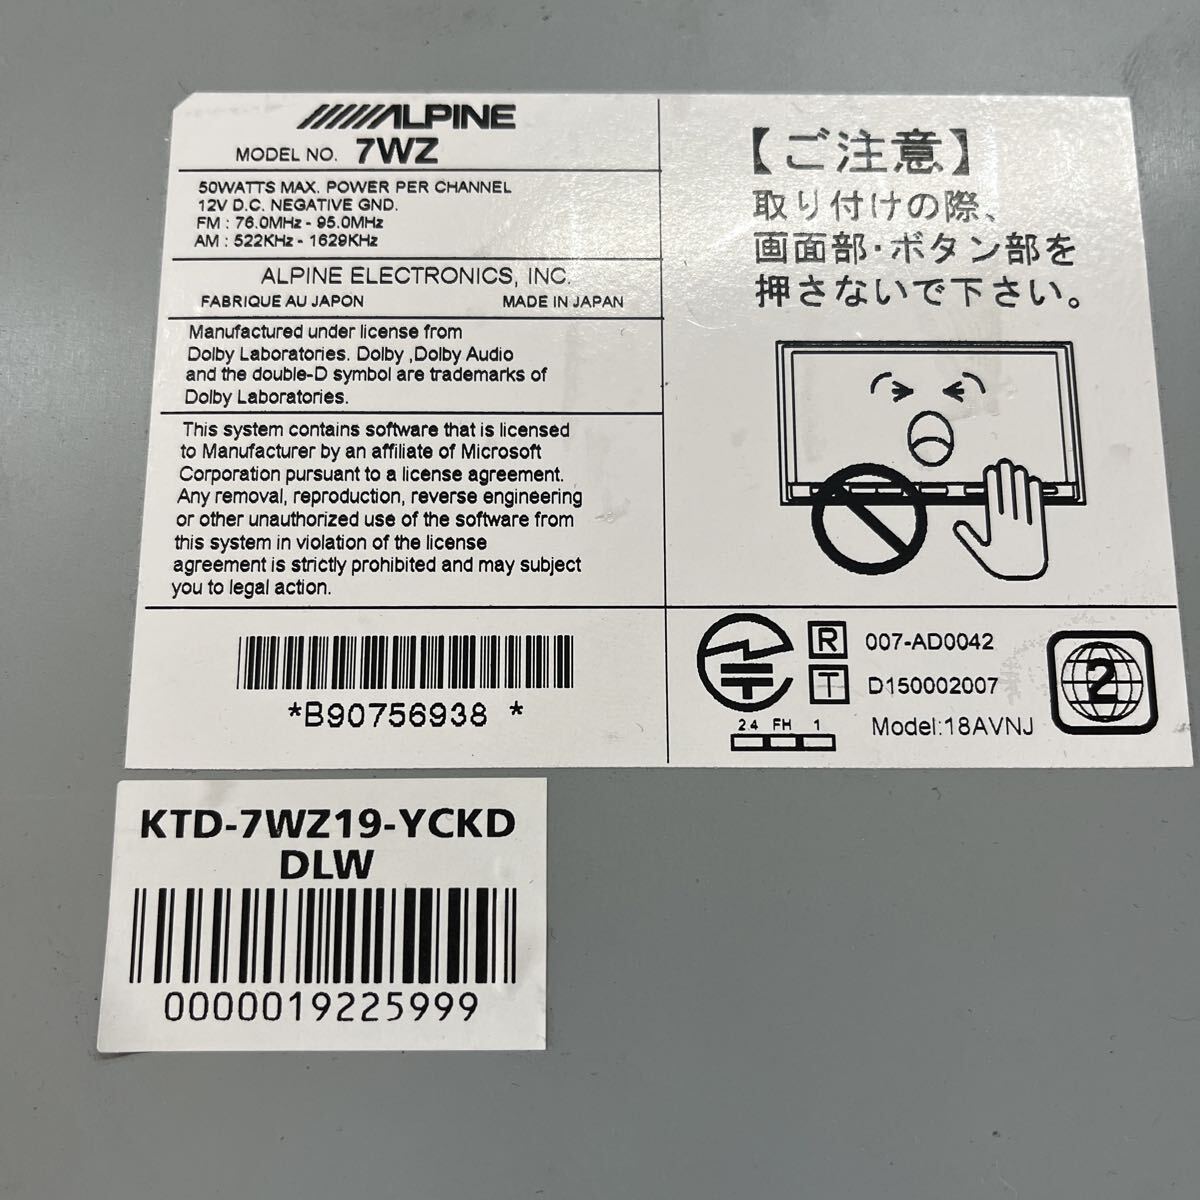 ALPINE
MODEL NO. 7WZ
50WATTS MAX. POWER PER CHANNEL
12V D.C. NEGATIVE GND.
FM : 76.0MHz - 95.0MHz
AM : 522KHz - 1629KHz
ALPINE ELECTRONICS, INC.
FABRIQUE AU JAPON MADE IN JAPAN
Manufactured under license from
Dolby Laboratories. Dolby ,Dolby Audio
and the double-D symbol are trademarks of
Dolby Laboratories.
This system contains software that is licensed
to Manufacturer by an affiliate of Microsoft
Corporation pursuant to a license agreement.
Any removal, reproduction, reverse engineering
or other unauthorized use of the software from
this system in violation of the license
agreement is strictly prohibited and may subject
you to legal action.
*B90756938 *
【ご注意】
取り付けの際、
画面部・ボタン部を
押さないで下さい。
R 007-AD0042
T D150002007
24 FH 1
Model:18AVNJ
2
KTD-7WZ19-YCKD
DLW
0000019225999